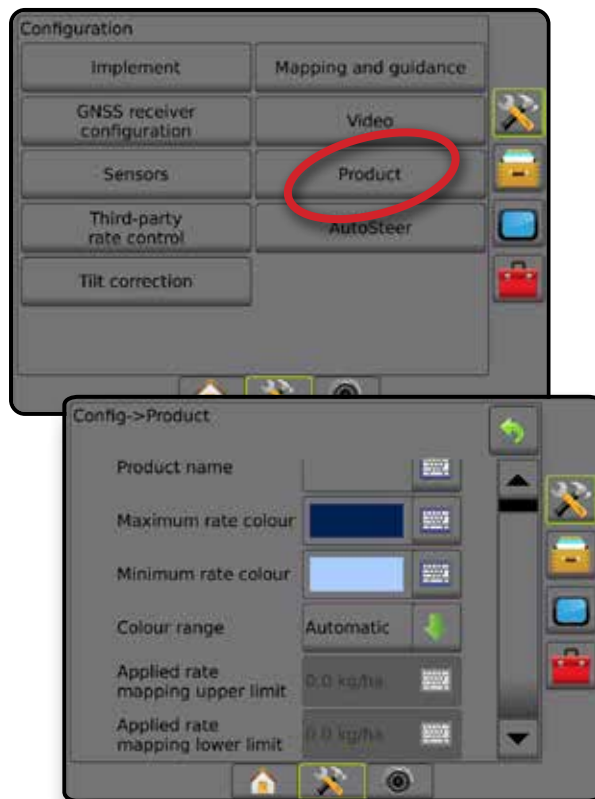 Configuration
Implement
Mapping and guidance
GNSS receiver
configuration
Video
Sensors
Product
Third-party
rate control
AutoSteer
Tilt correction
Config->Product
Product name
Maximum rate colour
Minimum rate colour
Colour range
Automatic
Applied rate
mapping upper limit
0.0 kg/ha
Applied rate
mapping lower limit
0.0 kg/ha